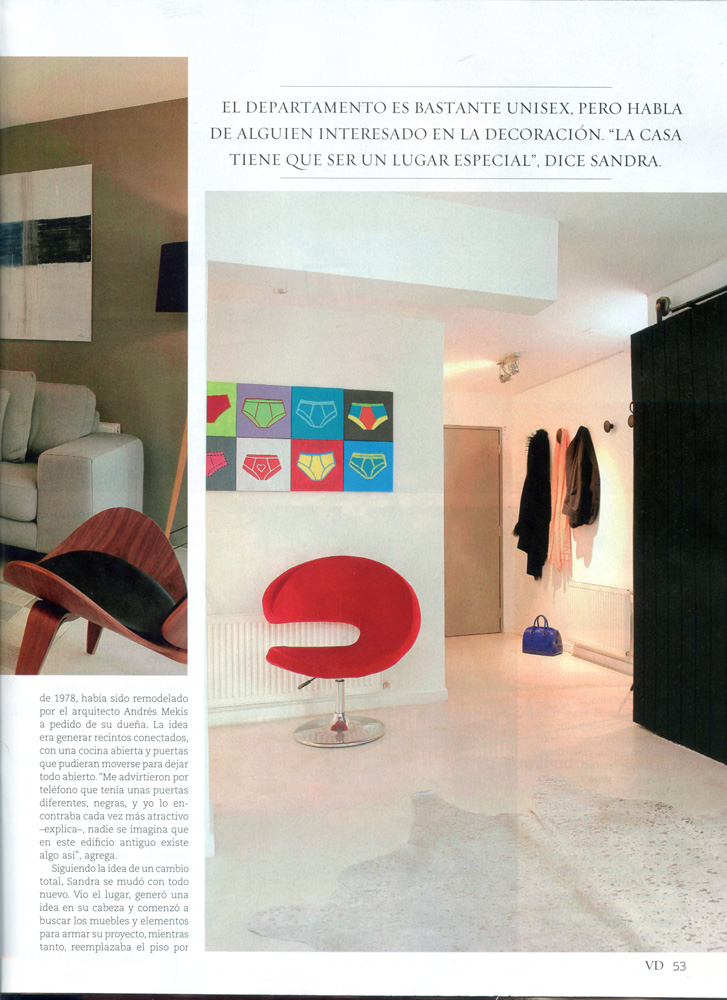 EL DEPARTAMENTO ES BASTANTE UNISEX, PERO HABLA
DE ALGUIEN INTERESADO EN LA DECORACIÓN. “LA CASA
TIENE QUE SER UN LUGAR ESPECIAL”, DICE SANDRA.
de 1978, había sido remodelado
por el arquitecto Andrés Mekis
a pedido de su dueña. La idea
era generar recintos conectados,
con una cocina abierta y puertas
que pudieran moverse para dejar
todo abierto. “Me advirtieron por
teléfono que tenía unas puertas
diferentes, negras, y yo lo en-
contraba cada vez más atractivo
–explica–, nadie se imagina que
en este edificio antiguo existe
algo así”, agrega.
Siguiendo la idea de un cambio
total, Sandra se mudó con todo
nuevo. Vio el lugar, generó una
idea en su cabeza y comenzó a
buscar los muebles y elementos
para armar su proyecto, mientras
tanto, reemplazaba el piso por
VD 53